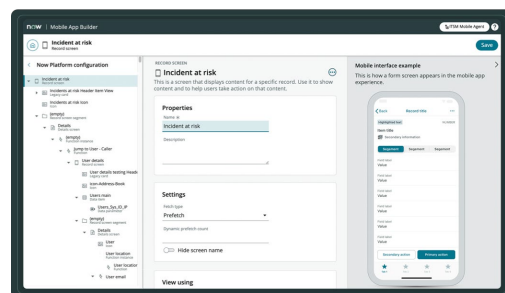 now | Mobile App Builder
ITSM Mobile Agent
?
Incident at risk
Record screen
Save
Now Platform configuration
Incident at risk
Record screen
Incidents at risk Header Item View
Legacy card
Incidents at risk Icon
Icon
(empty)
Record screen segment
Details
Details screen
(empty)
Function instance
Jump to User - Caller
Function
User details
Record screen
User details testing Heade
Legacy card
icon-Address-Book
Icon
Users main
Data item
Users_Sys_ID_IP
Data parameter
(empty)
Record screen segment
Details
Details screen
User
Icon
User location
Function instance
User location
Function
User email
RECORD SCREEN
Incident at risk
This is a screen that displays content for a specific record. Use it to show
content and to help users take action on that content.
Properties
Name
Incident at risk
Description
Settings
Fetch type
Prefetch
Dynamic prefetch count
Hide screen name
View using
Mobile interface example
This is how a form screen appears in the mobile app
experience.
Back
Record title
Highlighted text
Item title
Secondary information
Segment
Segment
Segment
Field label
Value
Field label
Value
Field label
Value
Field label
Value
Field label
Value
Secondary action
Primary action